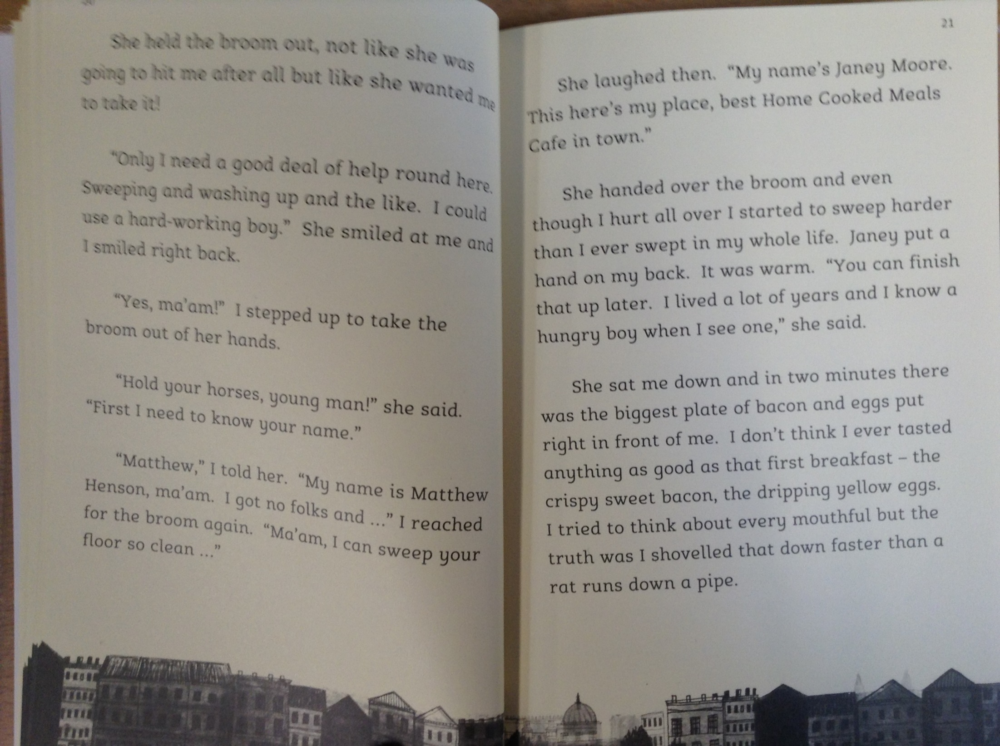 She held the broom out, not like she was
going to hit me after all but like she wanted me
to take it!
“Only I need a good deal of help round here.
Sweeping and washing up and the like. I could
use a hard-working boy.” She smiled at me and
I smiled right back.
“Yes, ma’am!” I stepped up to take the
broom out of her hands.
“Hold your horses, young man!” she said.
“First I need to know your name.”
“Matthew,” I told her. “My name is Matthew
Henson, ma’am. I got no folks and ...” I reached
for the broom again. “Ma’am, I can sweep your
floor so clean ...”
21
She laughed then. “My name’s Janey Moore.
This here’s my place, best Home Cooked Meals
Cafe in town.”
She handed over the broom and even
though I hurt all over I started to sweep harder
than I ever swept in my whole life. Janey put a
hand on my back. It was warm. “You can finish
that up later. I lived a lot of years and I know a
hungry boy when I see one,” she said.
She sat me down and in two minutes there
was the biggest plate of bacon and eggs put
right in front of me. I don’t think I ever tasted
anything as good as that first breakfast – the
crispy sweet bacon, the dripping yellow eggs.
I tried to think about every mouthful but the
truth was I shovelled that down faster than a
rat runs down a pipe.